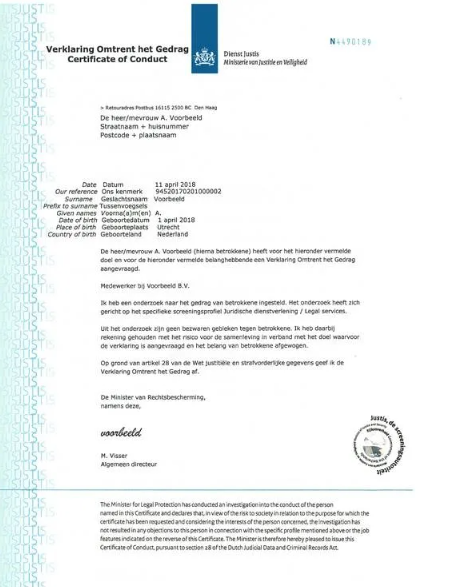 Verklaring Omtrent het Gedrag
Certificate of Conduct
Dienst Justis
Ministerie van Justitie en Veiligheid
N4490189
> Retouradres Postbus 16115 2500 BC Den Haag
De heer/mevrouw A. Voorbeeld
Straatnaam + huisnummer
Postcode + plaatsnaam
Date Datum 11 april 2018
Our reference Ons kenmerk 94520170201000002
Surname Geslachtsnaam Voorbeeld
Prefix to surname Tussenvoegsels
Given names Voorna(a)m(en) A.
Date of birth Geboortedatum 1 april 2018
Place of birth Geboorteplaats Utrecht
Country of birth Geboorteland Nederland
De heer/mevrouw A. Voorbeeld (hierna betrokkene) heeft voor het hieronder vermelde
doel en voor de hieronder vermelde belanghebbende een Verklaring Omtrent het Gedrag
aangevraagd.
Medewerker bij Voorbeeld B.V.
Ik heb een onderzoek naar het gedrag van betrokkene ingesteld. Het onderzoek heeft zich
gericht op het specifieke screeningsprofiel Juridische dienstverlening / Legal services.
Uit het onderzoek zijn geen bezwaren gebleken tegen betrokkene. Ik heb daarbij
rekening gehouden met het risico voor de samenleving in verband met het doel waarvoor
de verklaring is aangevraagd en het belang van betrokkene afgewogen.
Op grond van artikel 28 van de Wet justitiële en strafvorderlijke gegevens geef ik de
Verklaring Omtrent het Gedrag af.
De Minister van Rechtsbescherming,
namens deze,
voorbeeld
M. Visser
Algemeen directeur
Justis, de screeningsautoriteit
The Minister for Legal Protection has conducted an investigation into the conduct of the person
named in this Certificate and declares that, in view of the risk to society in relation to the purpose for which the
certificate has been requested and considering the interests of the person concerned, the investigation has
not resulted in any objections to this person in connection with the specific profile mentioned above or the job
features indicated on the reverse of this Certificate. The Minister is therefore hereby pleased to issue this
Certificate of Conduct, pursuant to section 28 of the Dutch Judicial Data and Criminal Records Act.